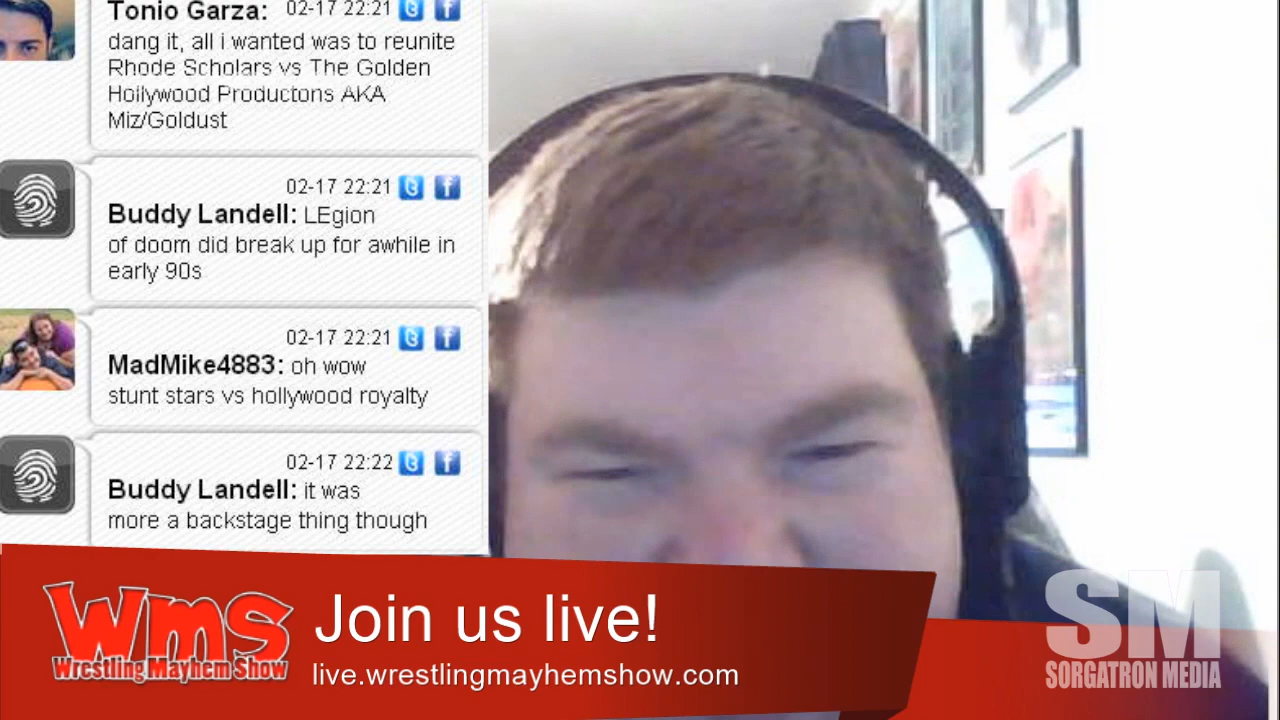 Tonio Garza: 02-17 22:21
dang it, all i wanted was to reunite
Rhode Scholars vs The Golden
Hollywood Productons AKA
Miz/Goldust
02-17 22:21
Buddy Landell: LEgion
of doom did break up for awhile in
early 90s
02-17 22:21
MadMike4883: oh wow
stunt stars vs hollywood royalty
02-17 22:22
Buddy Landell: it was
more a backstage thing though
Wms
Wrestling Mayhem Show
Join us live!
live.wrestlingmayhemshow.com
SM
SORGATRON MEDIA